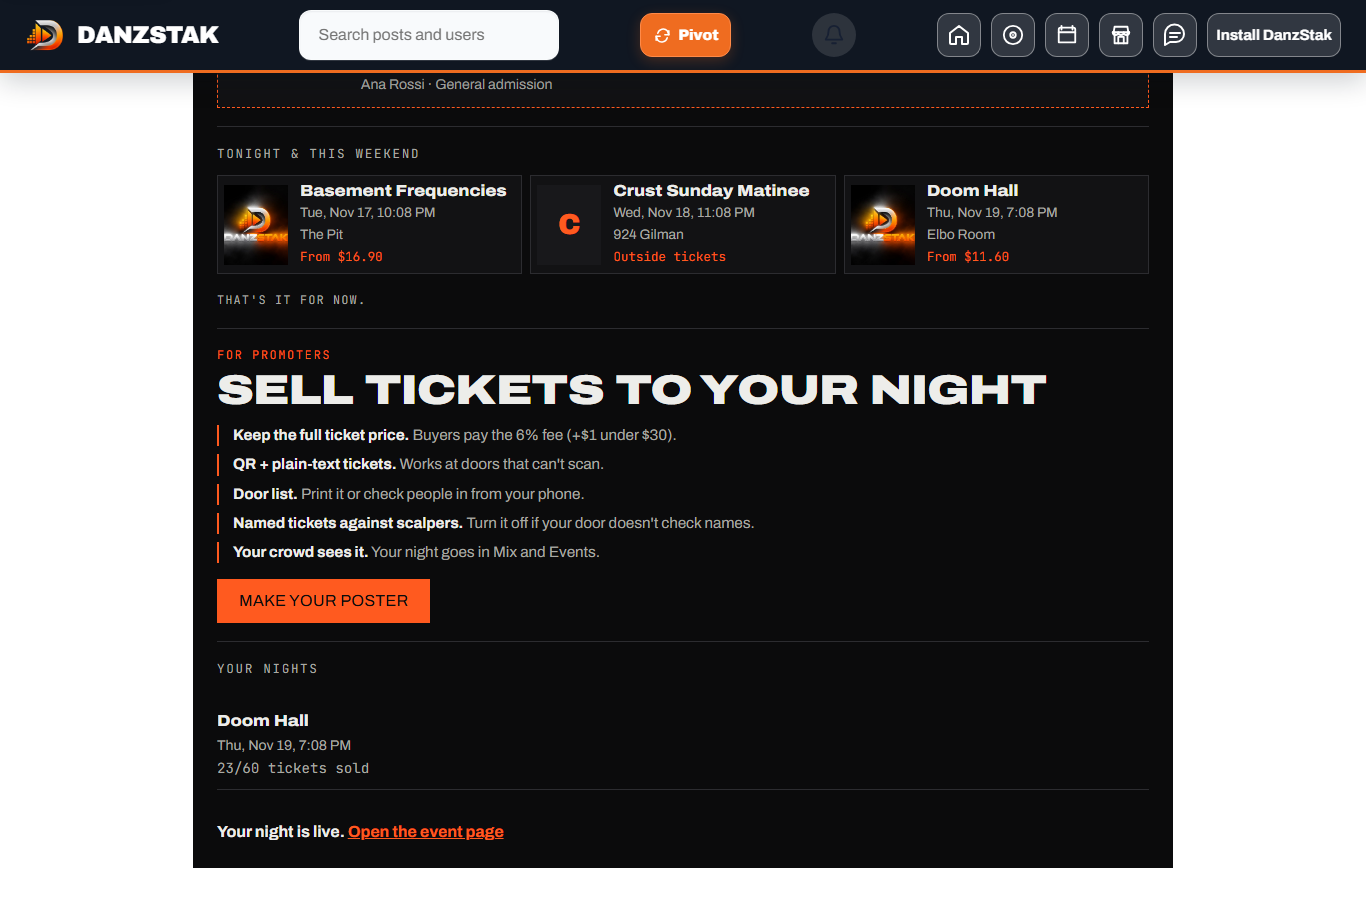 DANZSTAK
Search posts and users
Pivot
Install DanzStak
Ana Rossi · General admission
TONIGHT & THIS WEEKEND
DANZSTAK
Basement Frequencies
Tue, Nov 17, 10:08 PM
The Pit
From $16.90
C
Crust Sunday Matinee
Wed, Nov 18, 11:08 PM
924 Gilman
Outside tickets
DANZSTAK
Doom Hall
Thu, Nov 19, 7:08 PM
Elbo Room
From $11.60
THAT'S IT FOR NOW.
FOR PROMOTERS
SELL TICKETS TO YOUR NIGHT
Keep the full ticket price. Buyers pay the 6% fee (+$1 under $30).
QR + plain-text tickets. Works at doors that can't scan.
Door list. Print it or check people in from your phone.
Named tickets against scalpers. Turn it off if your door doesn't check names.
Your crowd sees it. Your night goes in Mix and Events.
MAKE YOUR POSTER
YOUR NIGHTS
Doom Hall
Thu, Nov 19, 7:08 PM
23/60 tickets sold
Your night is live. Open the event page